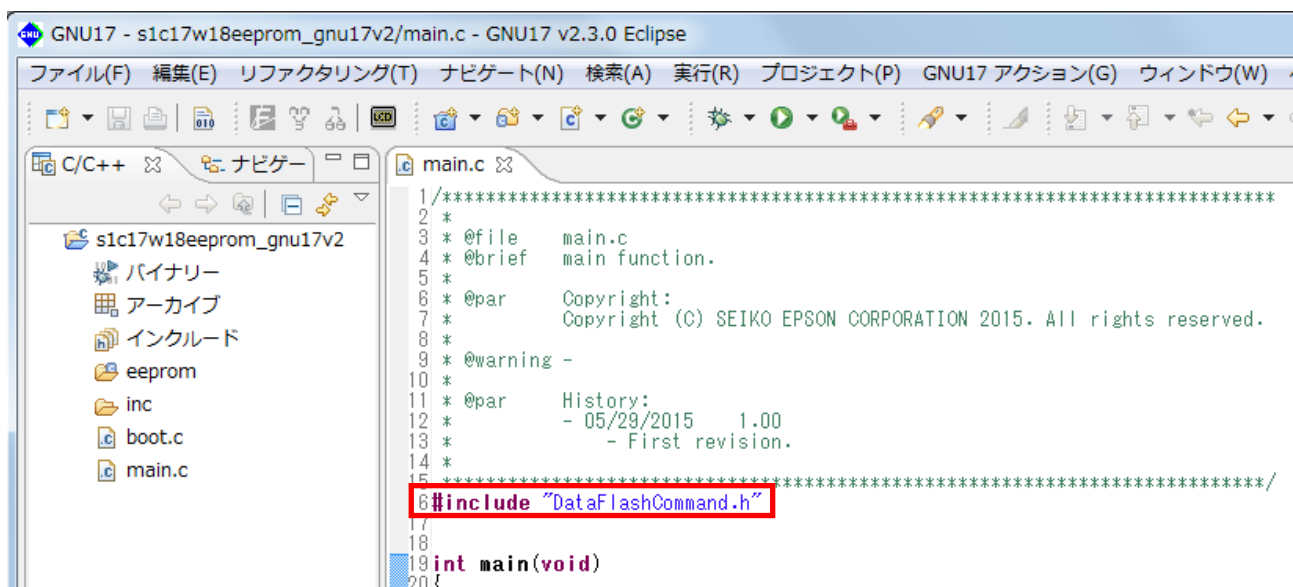 GNU17 - s1c17w18eeprom_gnu17v2/main.c - GNU17 v2.3.0 Eclipse
ファイル(F) 編集(E) リファクタリング(T) ナビゲート(N) 検索(A) 実行(R) プロジェクト(P) GNU17 アクション(G) ウィンドウ(W)
C/C++ ナビゲー main.c
s1c17w18eeprom_gnu17v2
バイナリー
アーカイブ
インクルード
eeprom
inc
boot.c
main.c
1/****************************************************************************
2 *
3 * @file main.c
4 * @brief main function.
5 *
6 * @par Copyright:
7 * Copyright (C) SEIKO EPSON CORPORATION 2015. All rights reserved.
8 *
9 * @warning -
10 *
11 * @par History:
12 * - 05/29/2015 1.00
13 * - First revision.
14 *
15 ****************************************************************************/
6#include "DataFlashCommand.h"
17
18
19int main(void)
20{